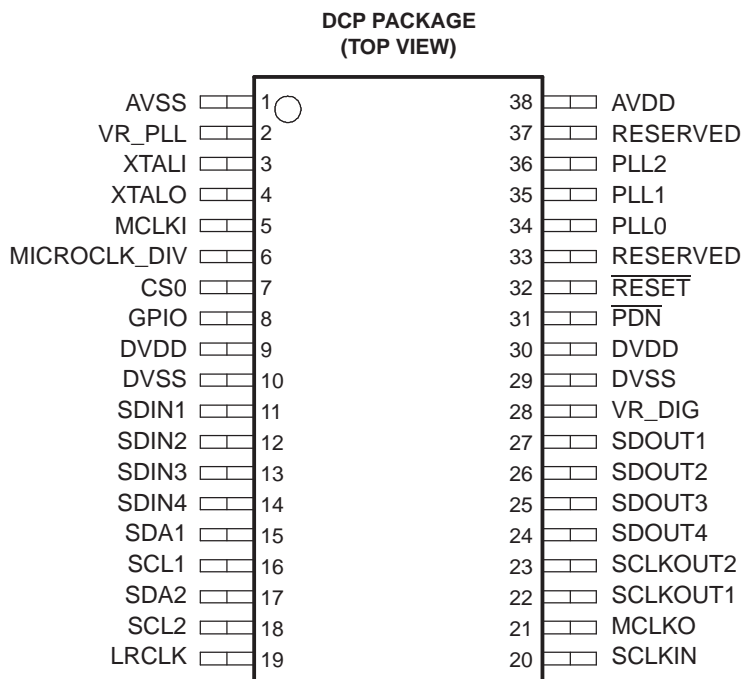 DCP PACKAGE
(TOP VIEW)
AVSS 1 38 AVDD
VR_PLL 2 37 RESERVED
XTALI 3 36 PLL2
XTALO 4 35 PLL1
MCLKI 5 34 PLL0
MICROCLK_DIV 6 33 RESERVED
CS0 7 32 RESET
GPIO 8 31 PDN
DVDD 9 30 DVDD
DVSS 10 29 DVSS
SDIN1 11 28 VR_DIG
SDIN2 12 27 SDOUT1
SDIN3 13 26 SDOUT2
SDIN4 14 25 SDOUT3
SDA1 15 24 SDOUT4
SCL1 16 23 SCLKOUT2
SDA2 17 22 SCLKOUT1
SCL2 18 21 MCLKO
LRCLK 19 20 SCLKIN